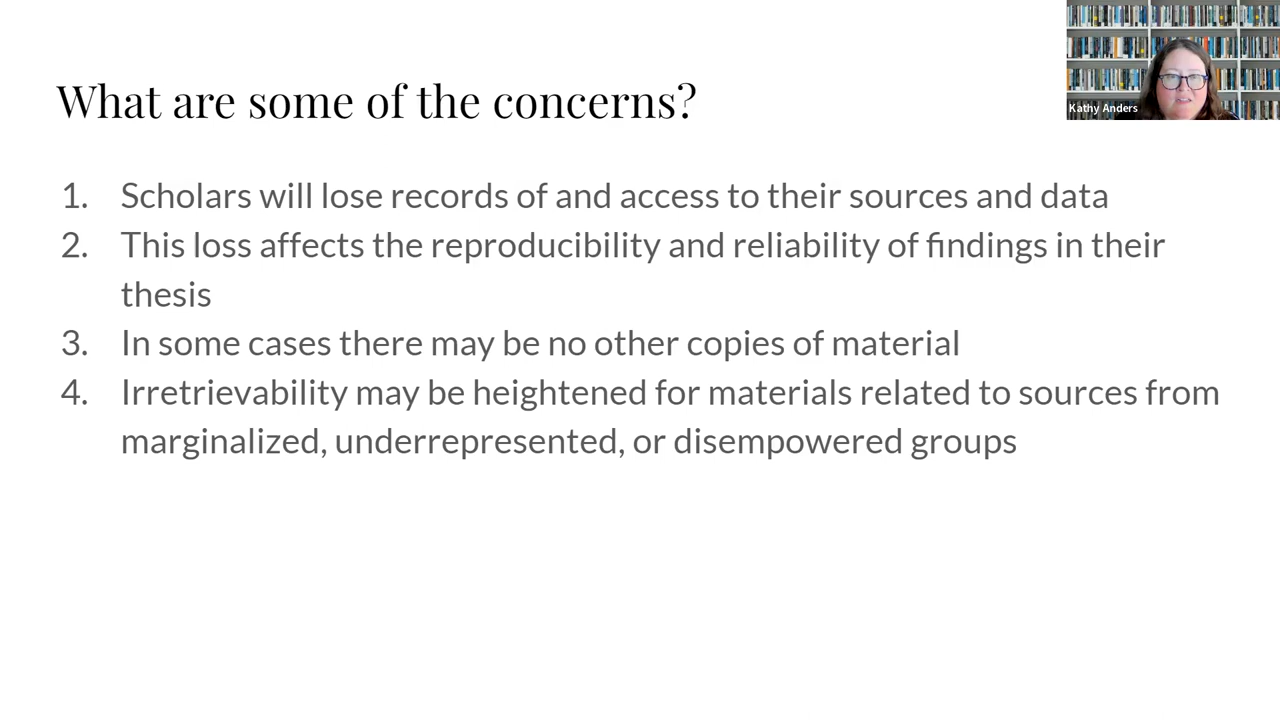 What are some of the concerns?
Kathy Anders
1. Scholars will lose records of and access to their sources and data
2. This loss affects the reproducibility and reliability of findings in their
thesis
3. In some cases there may be no other copies of material
4. Irretrievability may be heightened for materials related to sources from
marginalized, underrepresented, or disempowered groups